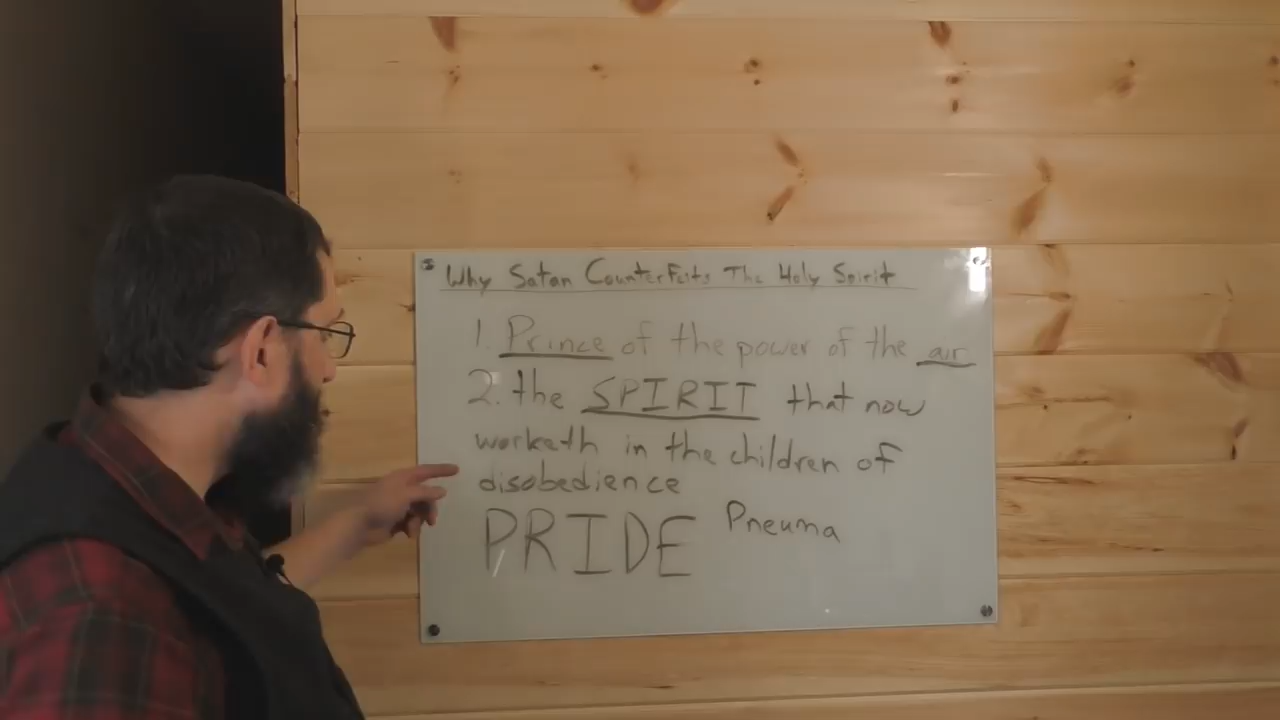 Why Satan Counterfeits The Holy Spirit
1. Prince of the power of the air
2. the SPIRIT that now
worketh in the children of
disobedience
PRIDE Pneuma